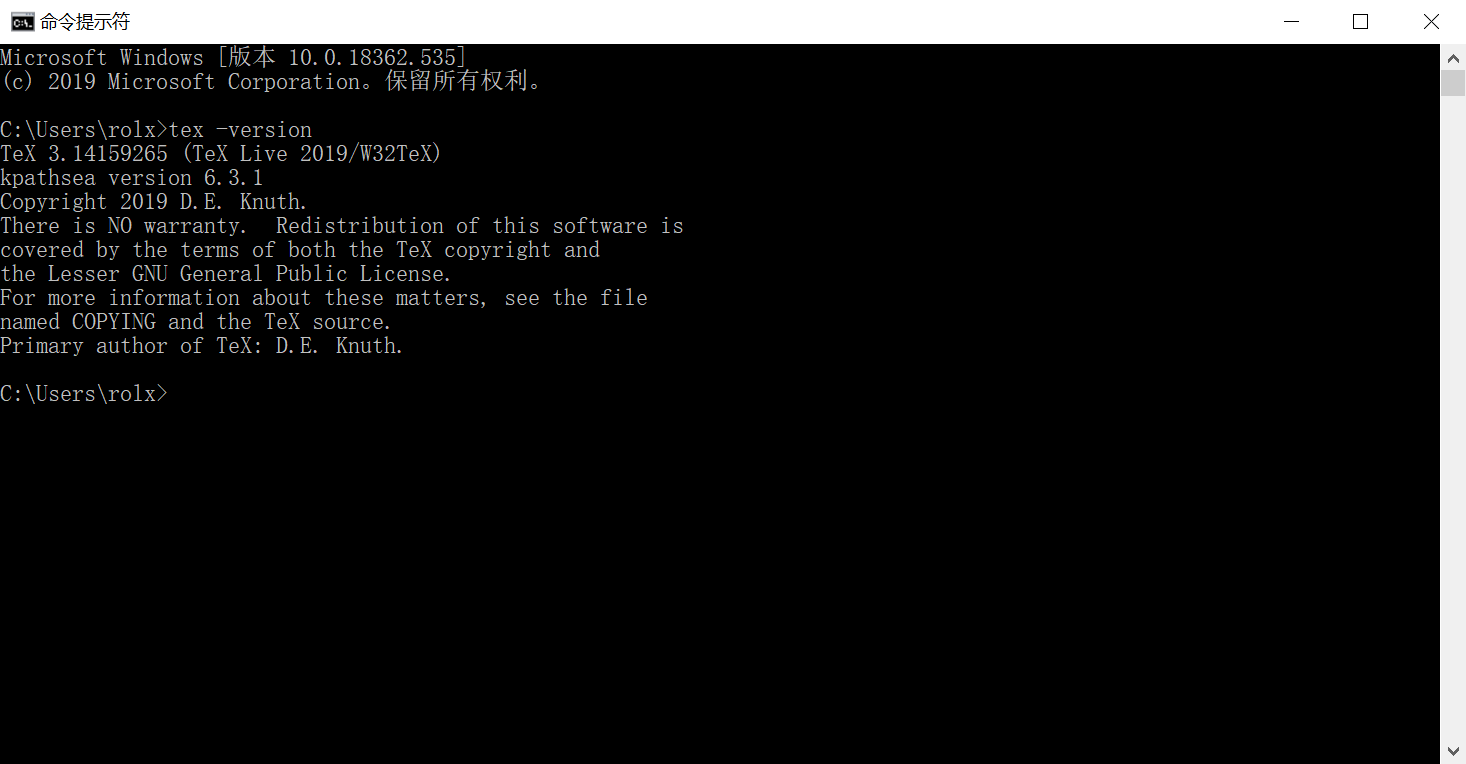 命令提示符
Microsoft Windows [版本 10.0.18362.535]
(c) 2019 Microsoft Corporation。保留所有权利。
C:\Users\rolx>tex -version
TeX 3.14159265 (TeX Live 2019/W32TeX)
kpathsea version 6.3.1
Copyright 2019 D.E. Knuth.
There is NO warranty.  Redistribution of this software is
covered by the terms of both the TeX copyright and
the Lesser GNU General Public License.
For more information about these matters, see the file
named COPYING and the TeX source.
Primary author of TeX: D.E. Knuth.
C:\Users\rolx>